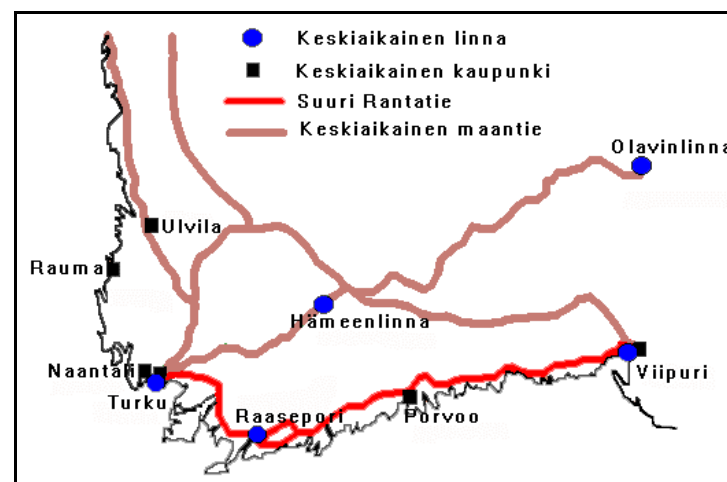 Keskiaikainen linna
Keskiaikainen kaupunki
Suuri Rantatie
Keskiaikainen maantie
Olavinlinna
Ulvila
Rauma
Hämeenlinna
Naantali
Viipuri
Turku
Raasepori
Porvoo